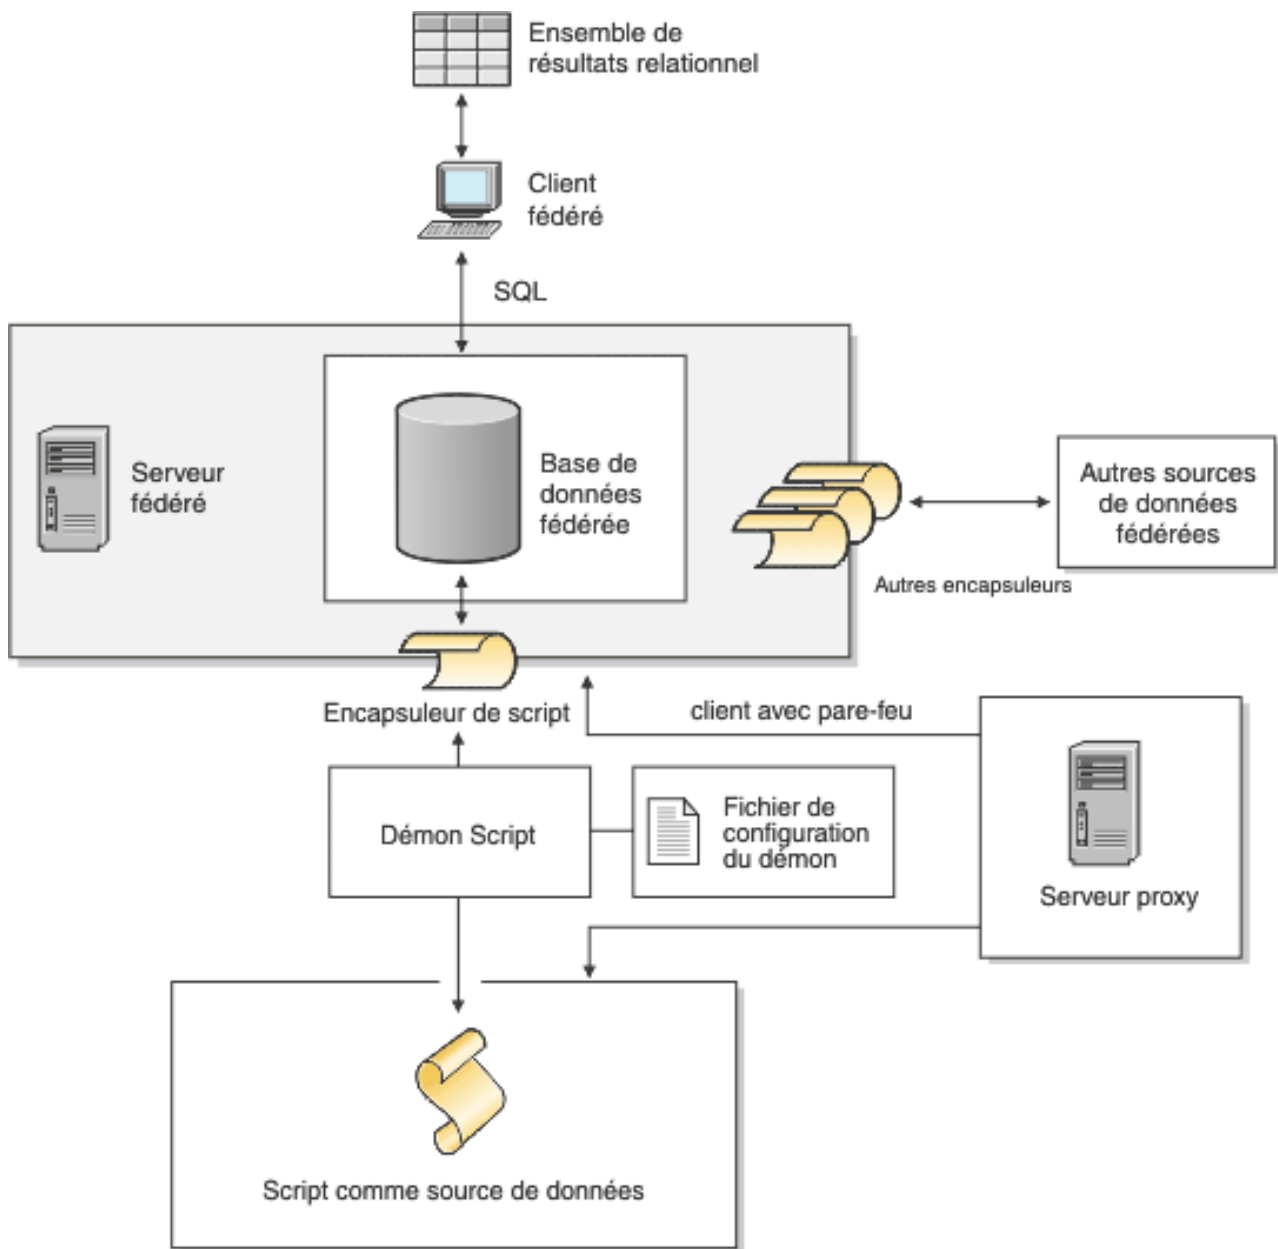 Ensemble de
résultats relationnel
Client
fédéré
SQL
Serveur
fédéré
Base de
données
fédérée
Autres sources
de données
fédérées
Autres encapsuleurs
Encapsuleur de script
client avec pare-feu
Démon Script
Fichier de
configuration
du démon
Serveur proxy
Script comme source de données